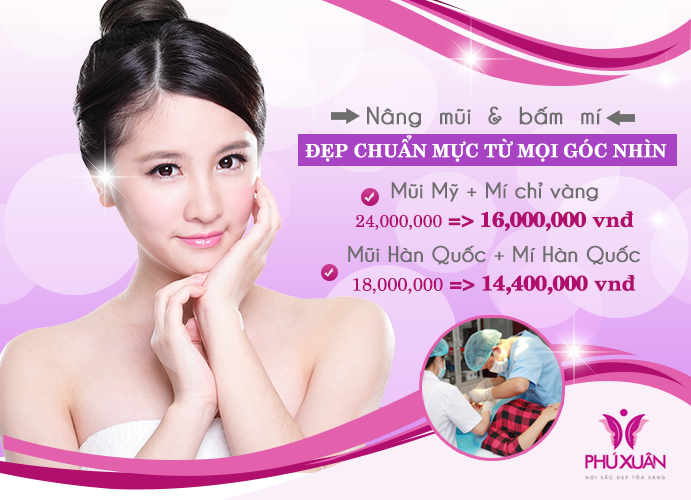 Nâng mũi & bấm mí
ĐẸP CHUẨN MỰC TỪ MỌI GÓC NHÌN
Mũi Mỹ + Mí chỉ vàng
24,000,000 => 16,000,000 vnđ
Mũi Hàn Quốc + Mí Hàn Quốc
18,000,000 => 14,400,000 vnđ
PHÚ XUÂN
NƠI SẮC ĐẸP TỎA SÁNG